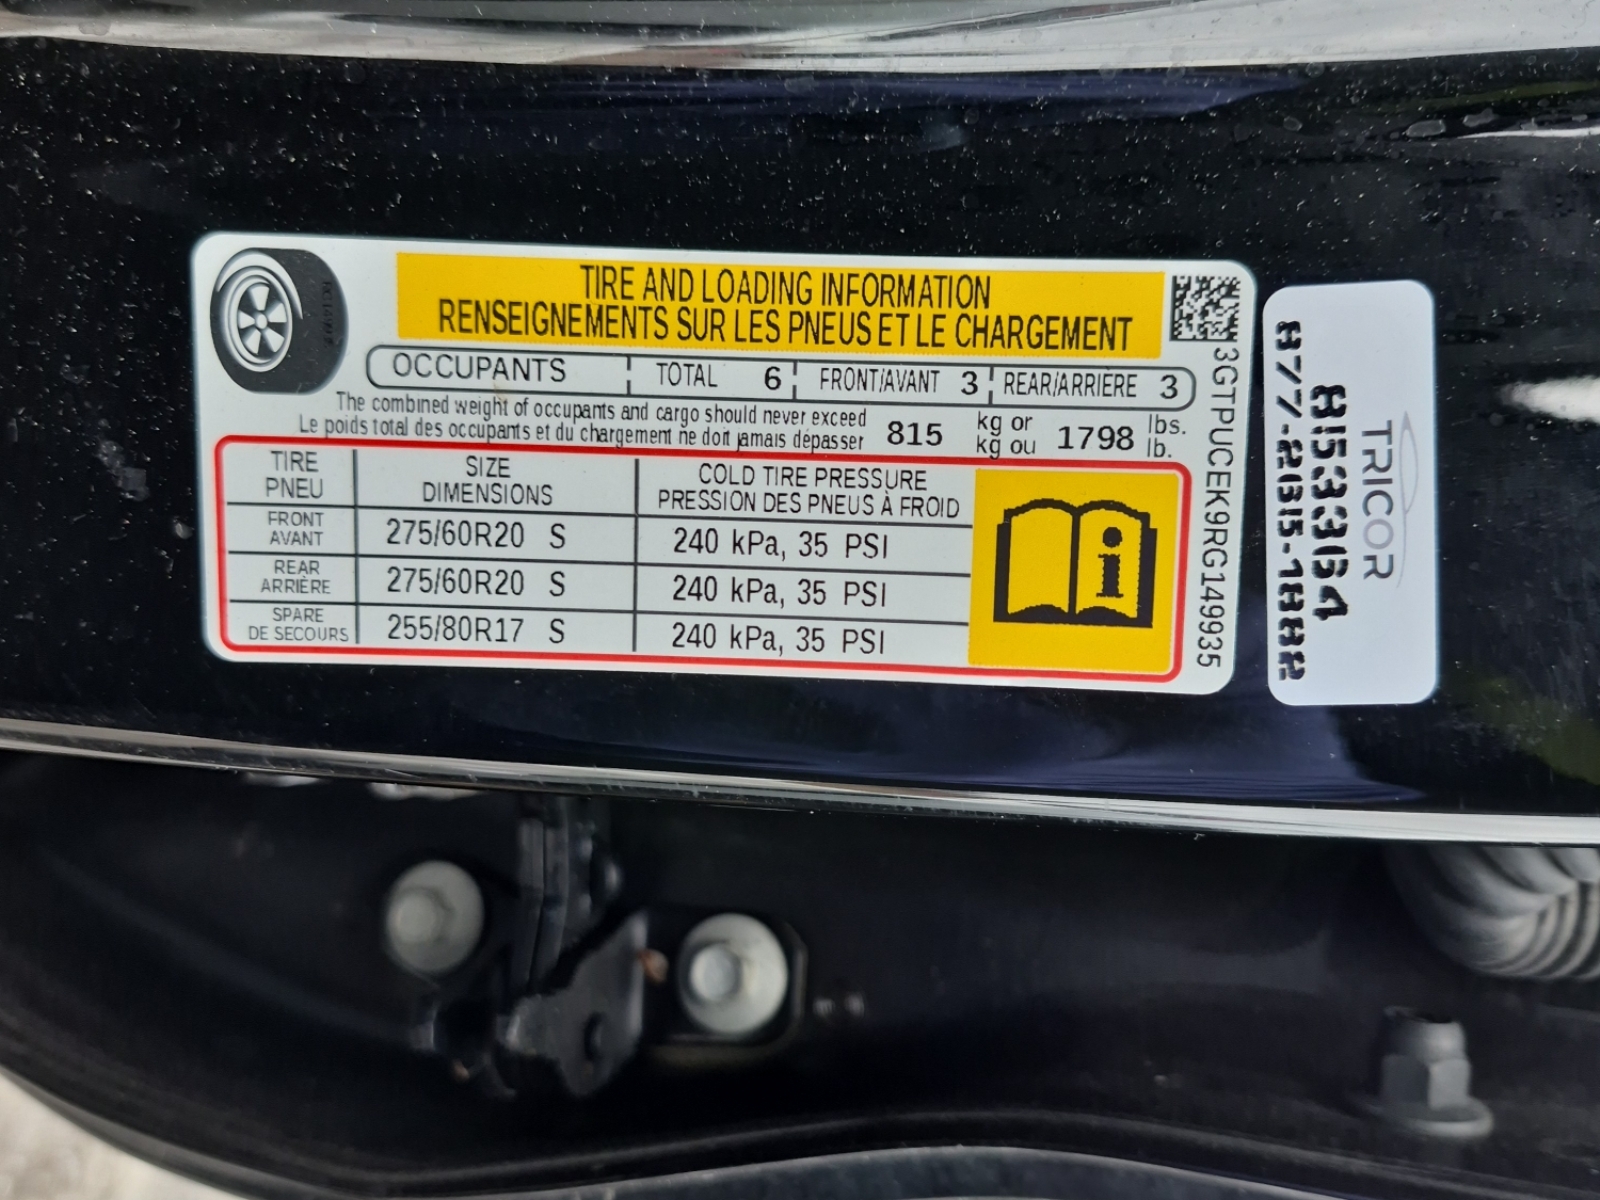 TIRE AND LOADING INFORMATION
RENSEIGNEMENTS SUR LES PNEUS ET LE CHARGEMENT
OCCUPANTS TOTAL 6 FRONT/AVANT 3 REAR/ARRIÈRE 3
The combined weight of occupants and cargo should never exceed 815 kg or 1798 lbs.
Le poids total des occupants et du chargement ne doit jamais dépasser kg ou lb.
TIRE SIZE COLD TIRE PRESSURE
PNEU DIMENSIONS PRESSION DES PNEUS À FROID
FRONT
AVANT 275/60R20 S 240 kPa, 35 PSI
REAR
ARRIÈRE 275/60R20 S 240 kPa, 35 PSI
SPARE
DE SECOURS 255/80R17 S 240 kPa, 35 PSI
i
3GTPUCEK9RG149935
TRICOR
A1533364
877-2815-1882